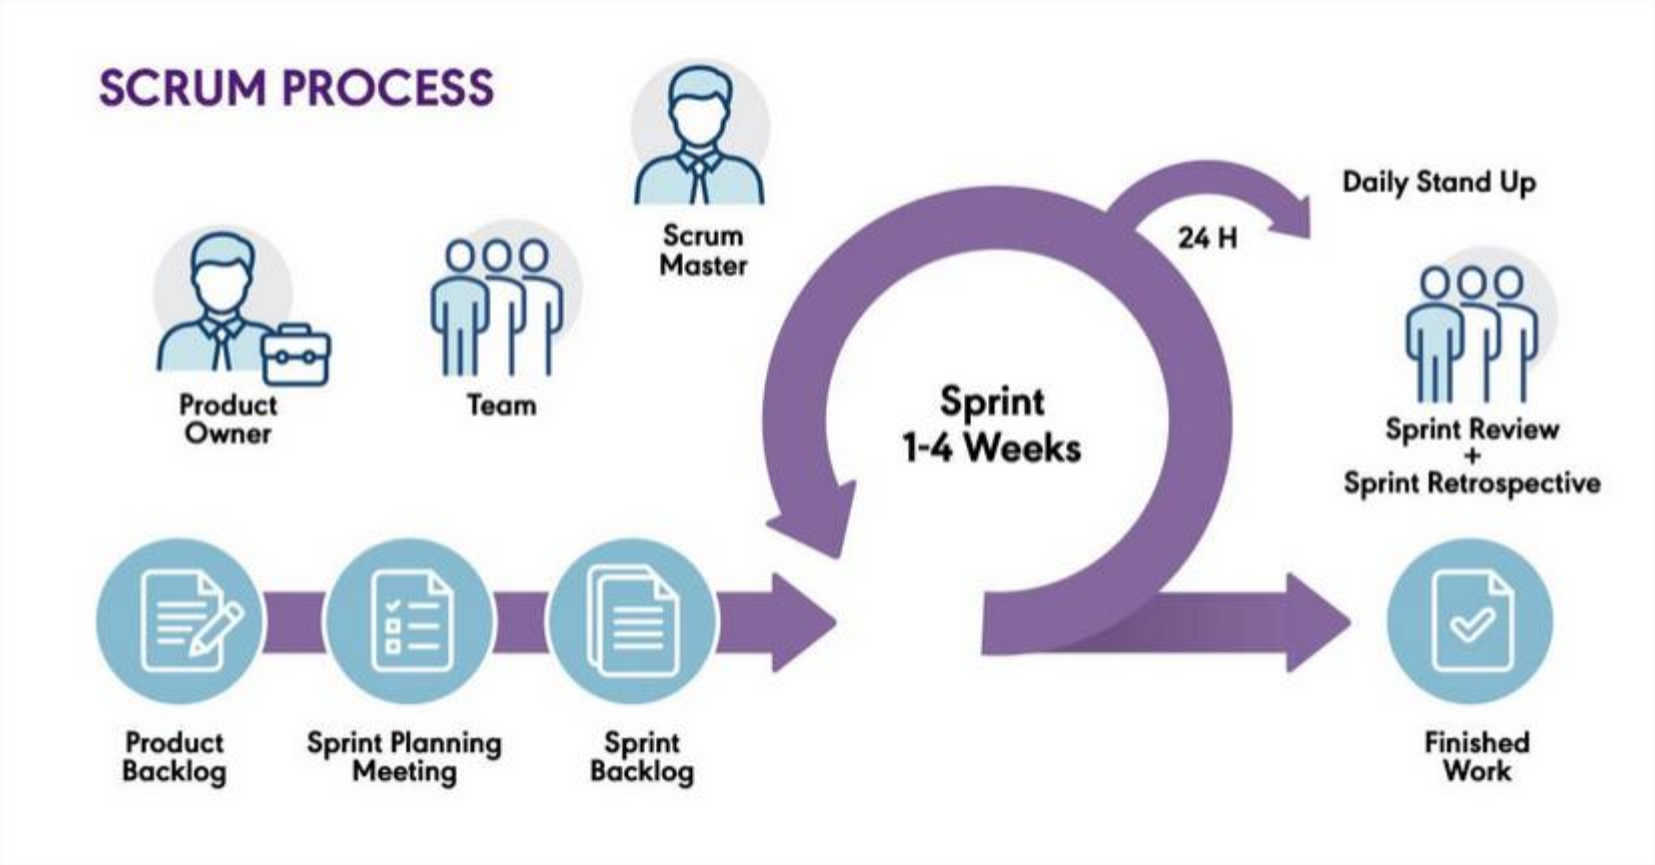 SCRUM PROCESS
Scrum
Master
Product
Owner
Team
Daily Stand Up
24 H
Sprint
1-4 Weeks
Sprint Review
+
Sprint Retrospective
Product
Backlog
Sprint Planning
Meeting
Sprint
Backlog
Finished
Work